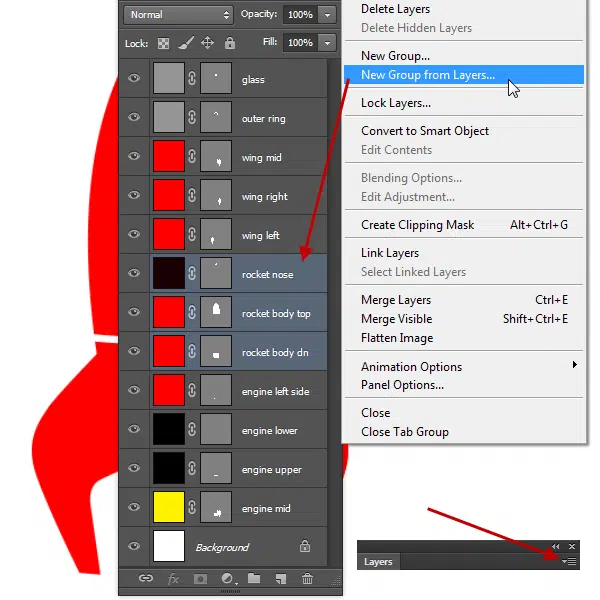 Normal Opacity: 100%
Lock: Fill: 100%
glass
outer ring
wing mid
wing right
wing left
rocket nose
rocket body top
rocket body dn
engine left side
engine lower
engine upper
engine mid
Background
fx
Delete Layers
Delete Hidden Layers
New Group...
New Group from Layers...
Lock Layers...
Convert to Smart Object
Edit Contents
Blending Options...
Edit Adjustment...
Create Clipping Mask Alt+Ctrl+G
Link Layers
Select Linked Layers
Merge Layers Ctrl+E
Merge Visible Shift+Ctrl+E
Flatten Image
Animation Options
Panel Options...
Close
Close Tab Group
Layers